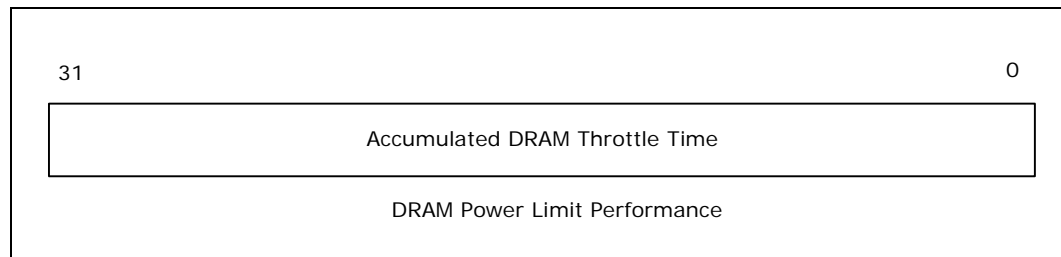 31 0
Accumulated DRAM Throttle Time
DRAM Power Limit Performance